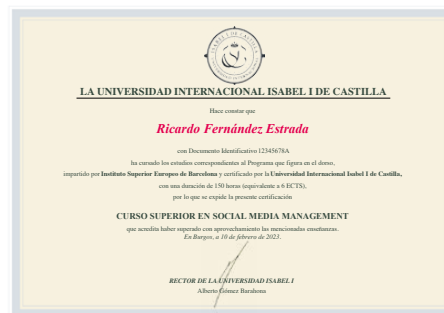 ISABEL I DE CASTILLA
LA UNIVERSIDAD INTERNACIONAL ISABEL I DE CASTILLA
Hace constar que
Ricardo Fernández Estrada
con Documento Identificativo 12345678A
ha cursado los estudios correspondientes al Programa que figura en el dorso,
impartido por Instituto Superior Europeo de Barcelona y certificado por la Universidad Internacional Isabel I de Castilla,
con una duración de 150 horas (equivalente a 6 ECTS),
por lo que se expide la presente certificación
CURSO SUPERIOR EN SOCIAL MEDIA MANAGEMENT
que acredita haber superado con aprovechamiento las mencionadas enseñanzas.
En Burgos, a 10 de febrero de 2023.
RECTOR DE LA UNIVERSIDAD ISABEL I
Alberto Gómez Barahona